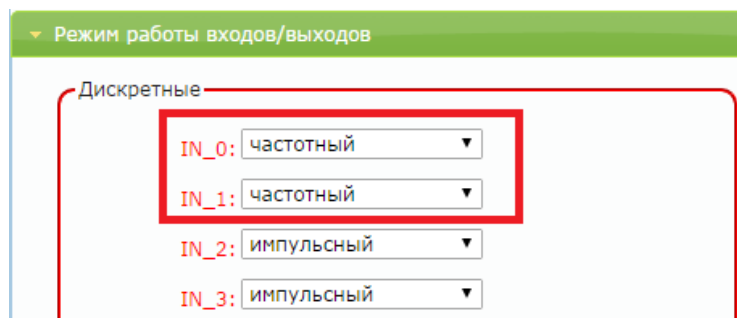 Режим работы входов/выходов
Дискретные
IN_0: частотный
IN_1: частотный
IN_2: импульсный
IN_3: импульсный